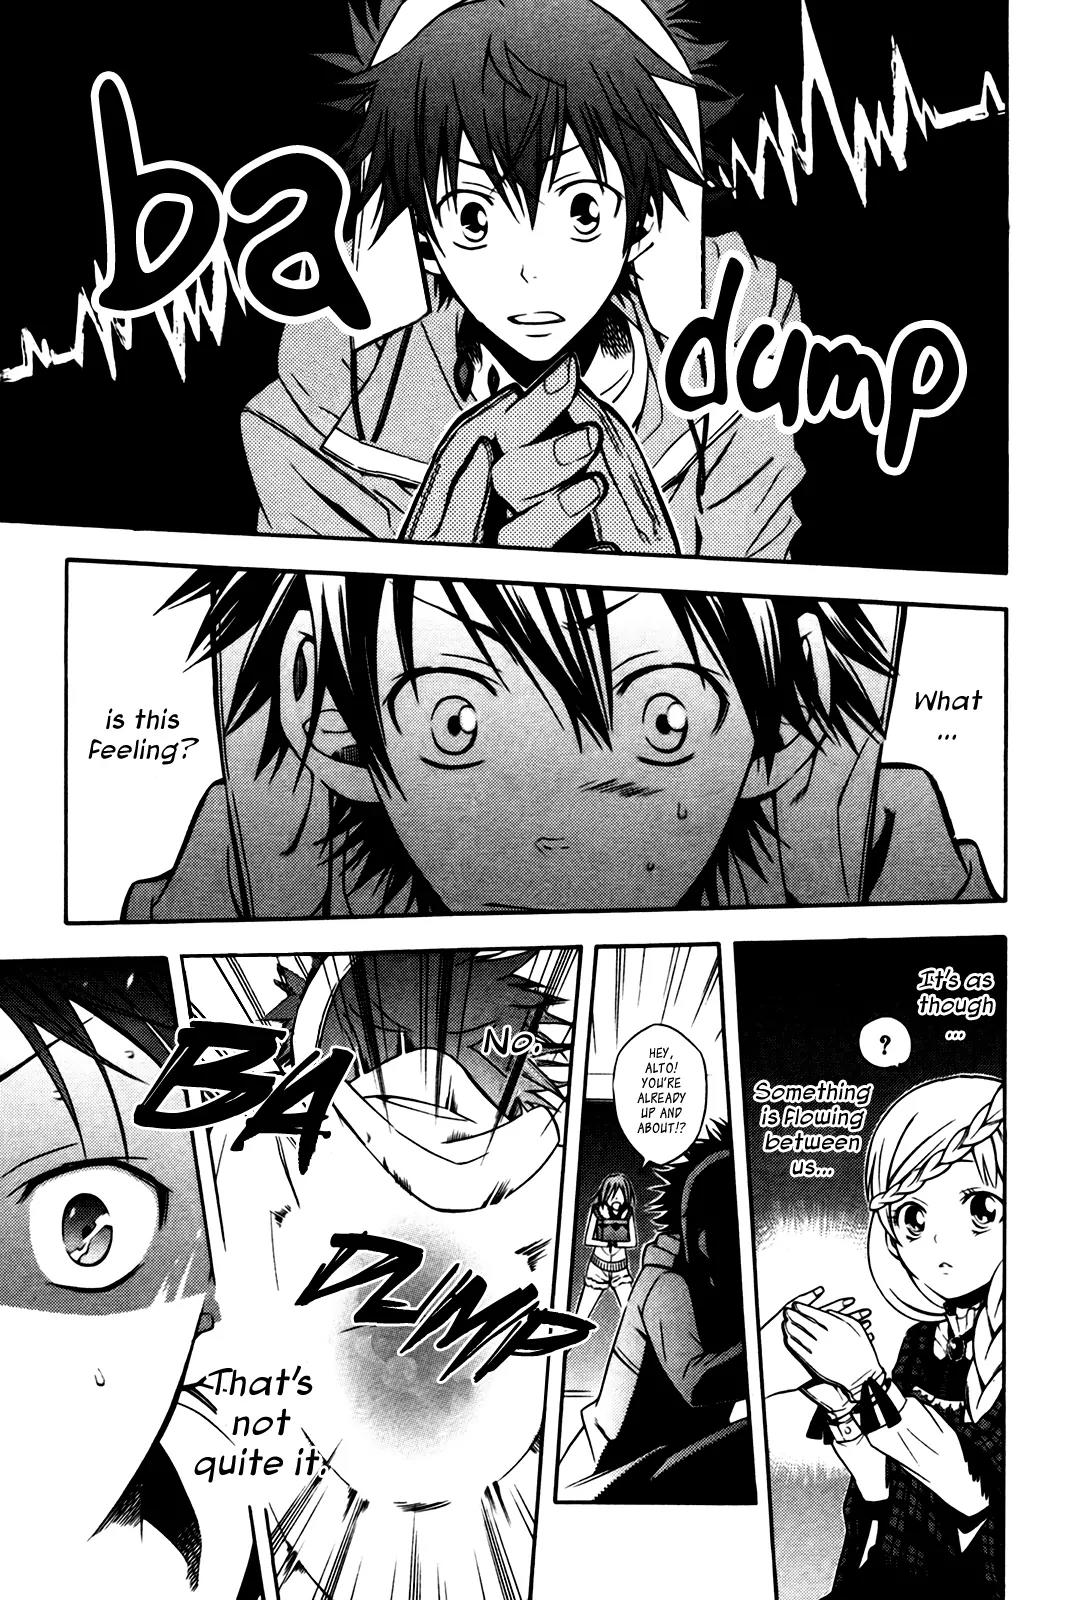 ba
dump
What
...
is this
feeling?
It's as
though
...
?
Something
is flowing
between
us...
HEY,
ALTO!
YOU'RE
ALREADY
UP AND
ABOUT!?
No.
BA
DUMP
That's
not
quite it.